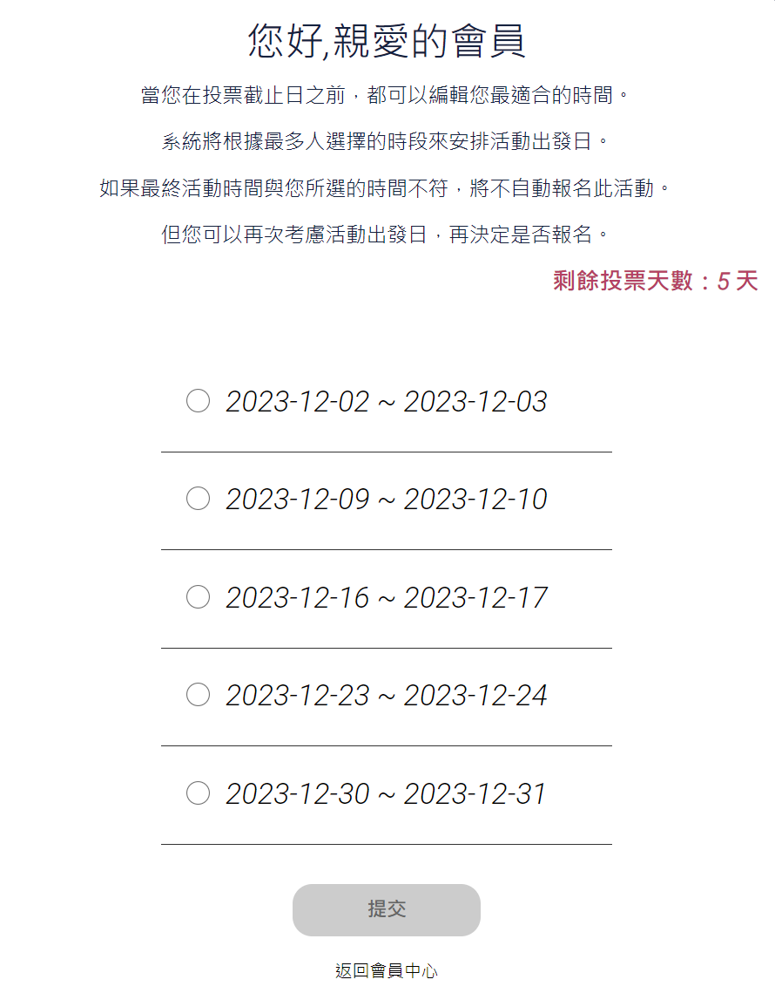 您好,親愛的會員
當您在投票截止日之前，都可以編輯您最適合的時間。
系統將根據最多人選擇的時段來安排活動出發日。
如果最終活動時間與您所選的時間不符，將不自動報名此活動。
但您可以再次考慮活動出發日，再決定是否報名。
剩餘投票天數：5 天
2023-12-02 ~ 2023-12-03
2023-12-09 ~ 2023-12-10
2023-12-16 ~ 2023-12-17
2023-12-23 ~ 2023-12-24
2023-12-30 ~ 2023-12-31
提交
返回會員中心